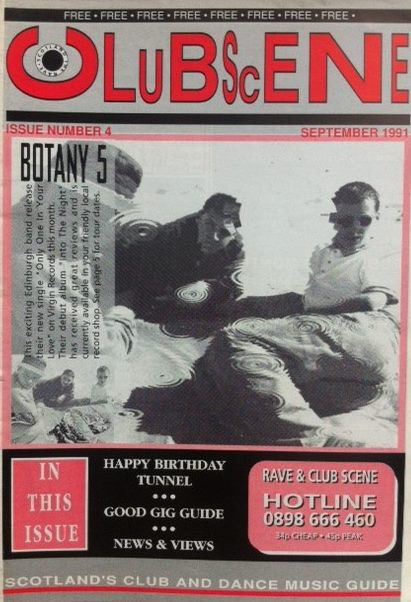 FREE • FREE • FREE • FREE • FREE • FREE • FREE • FREE •
CLUBSCENE
ISSUE NUMBER 4
SEPTEMBER 1991
BOTANY 5
This exciting Edinburgh band release
their new single "Only One In Your
Love" on Virgin Records this month.
Their debut album "Into The Night"
has received great reviews and is
currently available in your friendly local
record shop. See page 5 for tour dates.
IN
THIS
ISSUE
HAPPY BIRTHDAY
TUNNEL
•••
GOOD GIG GUIDE
•••
NEWS & VIEWS
RAVE & CLUB SCENE
HOTLINE
0898 666 460
34p CHEAP • 45p PEAK
SCOTLAND'S CLUB AND DANCE MUSIC GUIDE